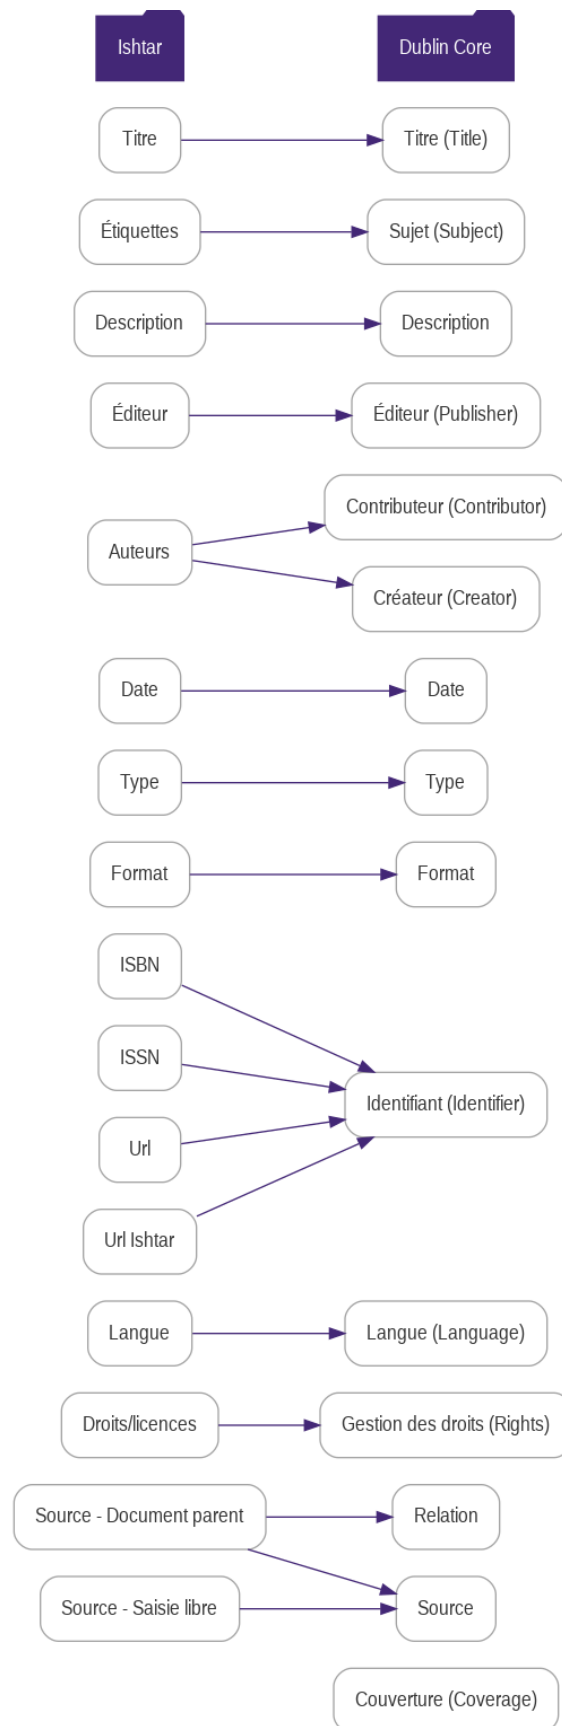 Ishtar
Dublin Core
Titre
Titre (Title)
Étiquettes
Sujet (Subject)
Description
Description
Éditeur
Éditeur (Publisher)
Auteurs
Contributeur (Contributor)
Créateur (Creator)
Date
Date
Type
Type
Format
Format
ISBN
ISSN
Url
Url Ishtar
Identifiant (Identifier)
Langue
Langue (Language)
Droits/licences
Gestion des droits (Rights)
Source - Document parent
Relation
Source - Saisie libre
Source
Couverture (Coverage)